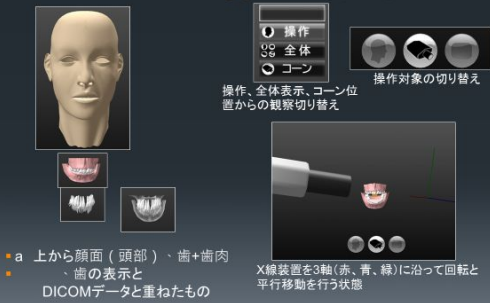 操作
全体
コーン
操作、全体表示、コーン位
置からの観察切り替え
操作対象の切り替え
a 上から顔面（頭部）、歯+歯肉
、歯の表示と
DICOMデータと重ねたもの
X線装置を3軸(赤、青、緑)に沿って回転と
平行移動を行う状態